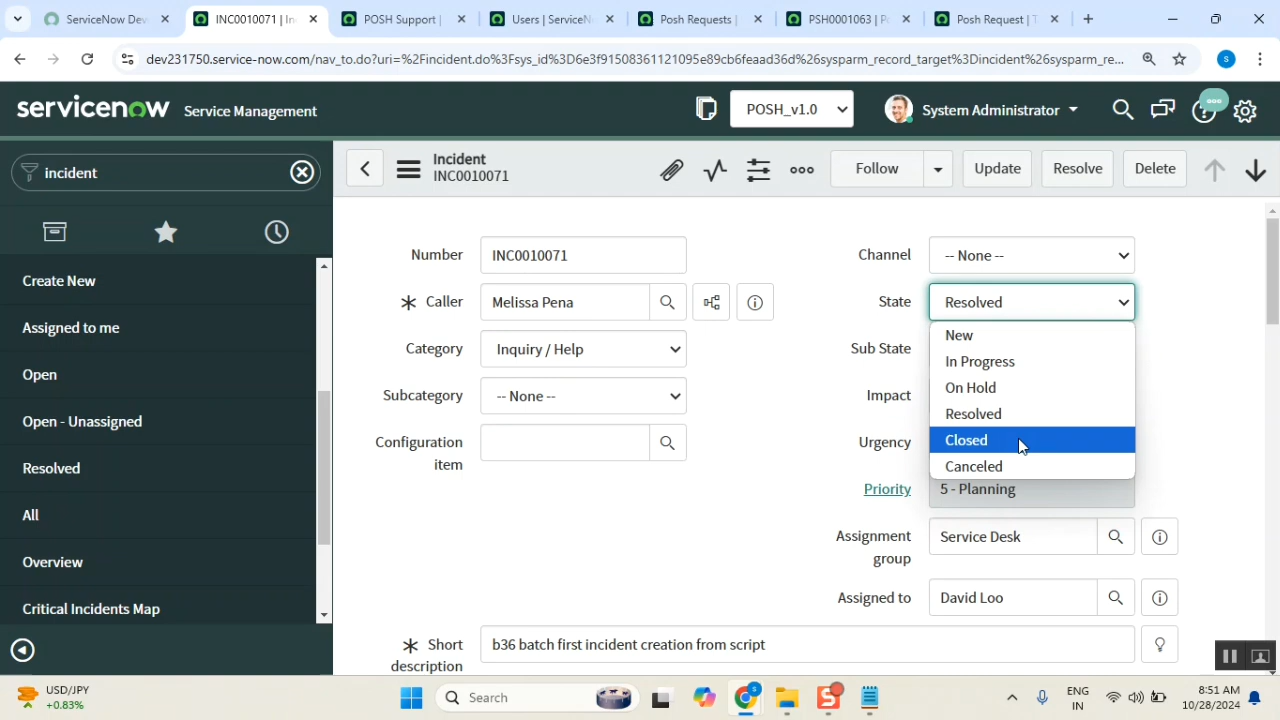 ServiceNow Dev
INC0010071 | In
POSH Support |
Users | ServiceN
Posh Requests |
PSH0001063 | P
Posh Request | T
dev231750.service-now.com/nav_to.do?uri=%2Fincident.do%3Fsys_id%3D6e3f91508361121095e89cb6feaad36d%26sysparm_record_target%3Dincident%26sysparm_re...
S
servicenow Service Management
POSH_v1.0
System Administrator
incident
Incident
INC0010071
Follow
Update
Resolve
Delete
Create New
Assigned to me
Open
Open - Unassigned
Resolved
All
Overview
Critical Incidents Map
Number INC0010071
Caller Melissa Pena
Category Inquiry / Help
Subcategory -- None --
Configuration
item
Channel -- None --
State Resolved
New
Sub State
In Progress
On Hold
Impact
Resolved
Urgency
Closed
Canceled
Priority 5 - Planning
Assignment
group
Service Desk
Assigned to David Loo
Short
description
b36 batch first incident creation from script
USD/JPY
+0.83%
Search
ENG
IN
8:51 AM
10/28/2024